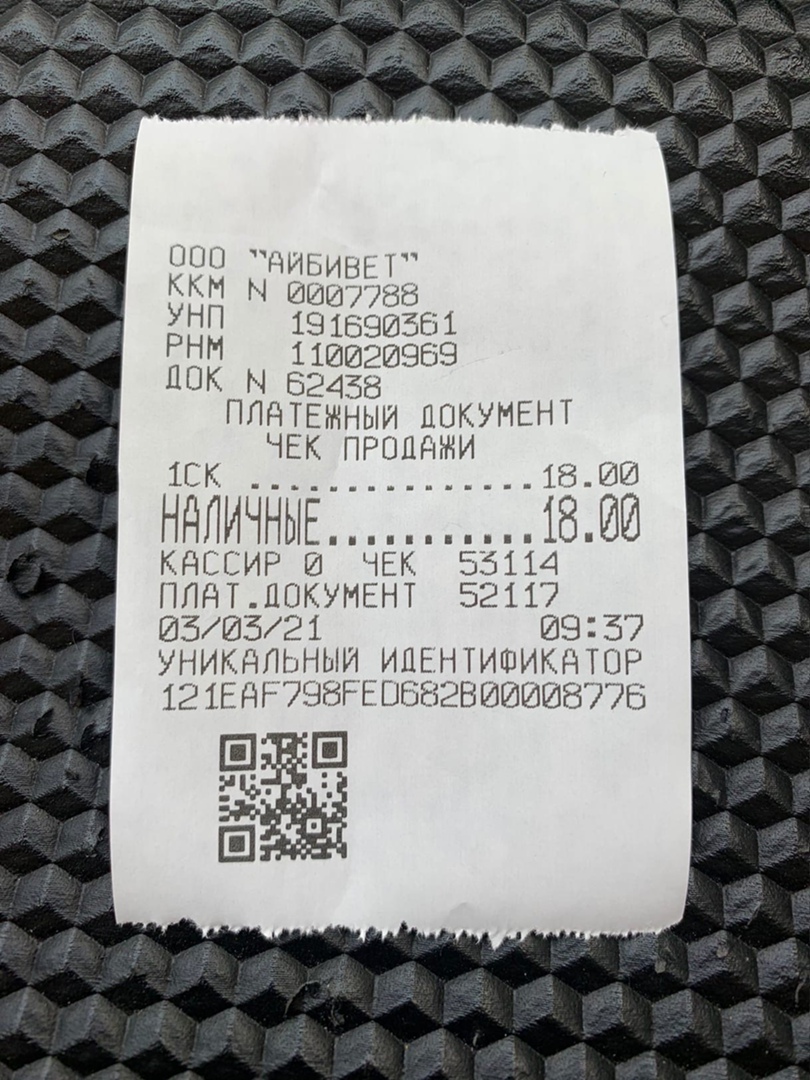 ООО "АЙБИВЕТ"
ККМ N 0007788
УНП 191690361
РНМ 110020969
ДОК N 62438
ПЛАТЕЖНЫЙ ДОКУМЕНТ
ЧЕК ПРОДАЖИ
1СК ...............18.00
НАЛИЧНЫЕ...........18.00
КАССИР 0 ЧЕК 53114
ПЛАТ.ДОКУМЕНТ 52117
03/03/21 09:37
УНИКАЛЬНЫЙ ИДЕНТИФИКАТОР
121EAF798FED682B00008776